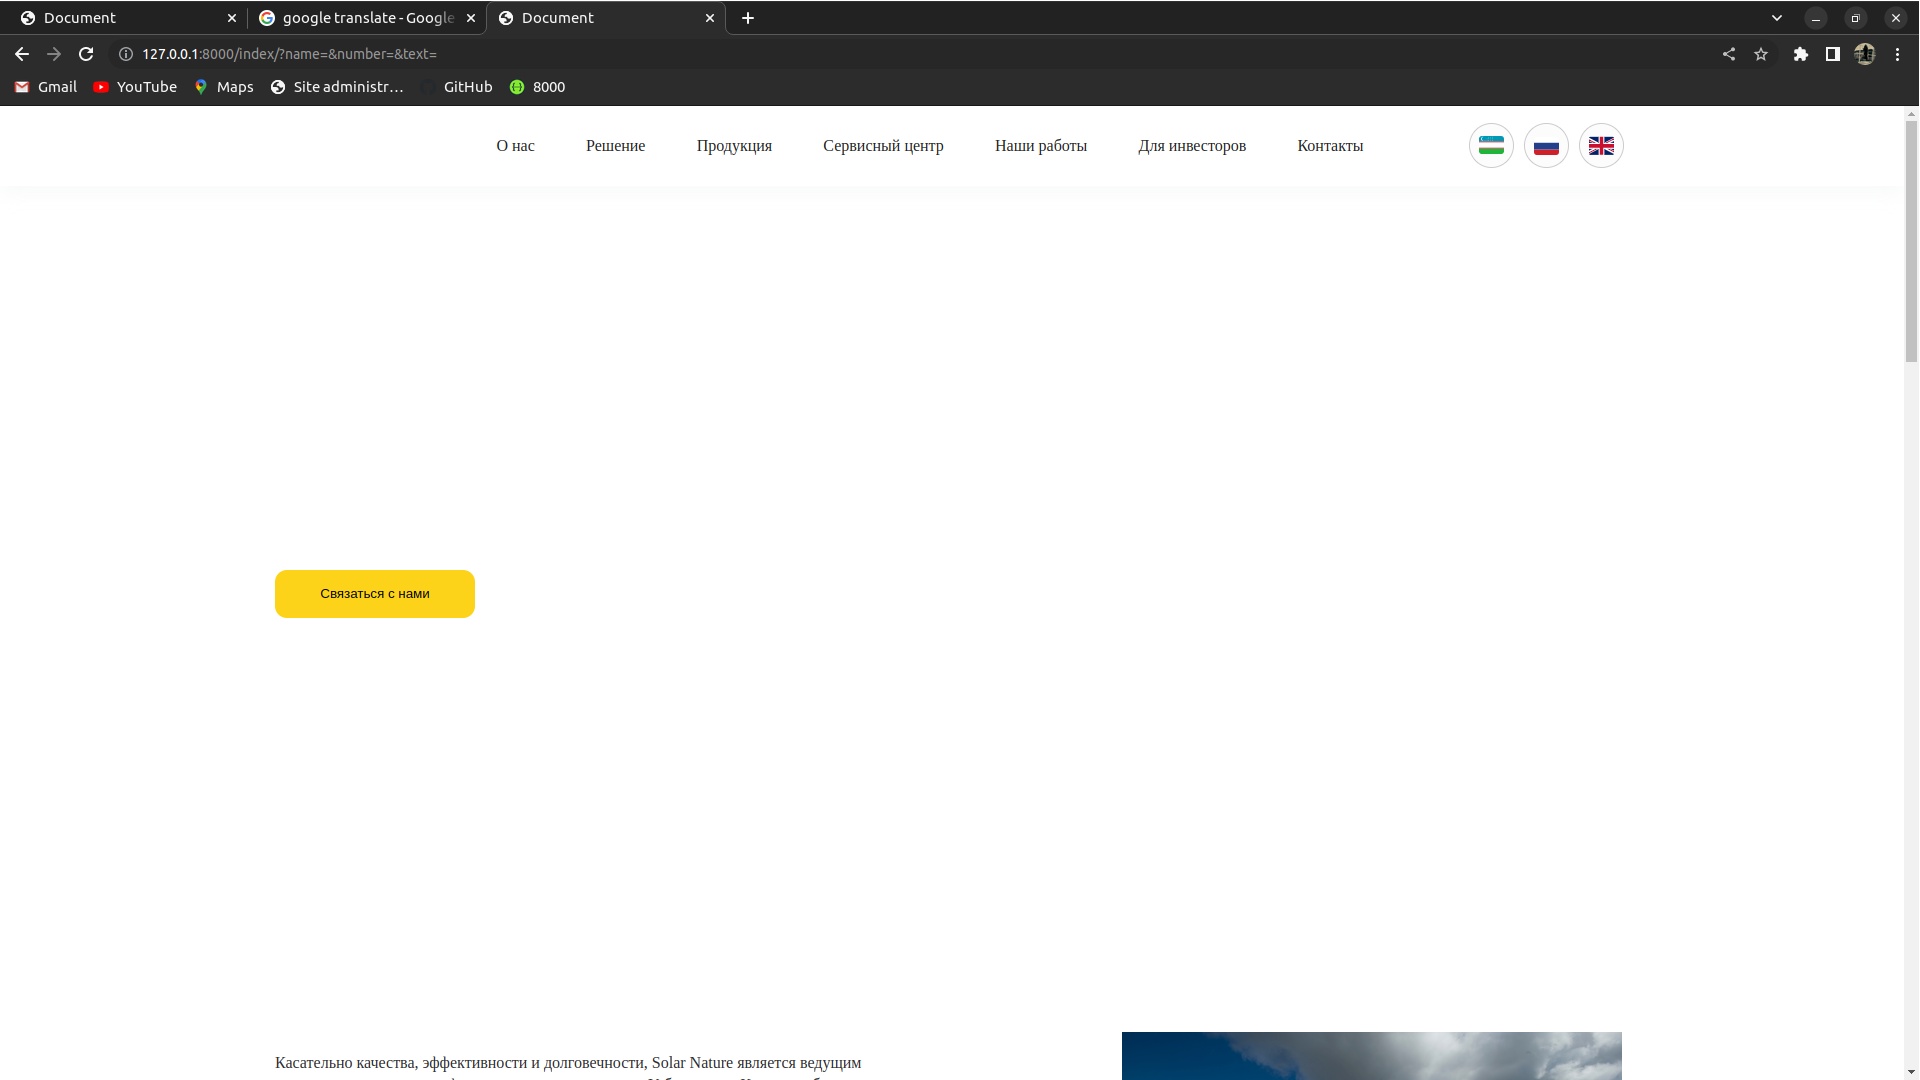 Document
google translate - Google
Document
127.0.0.1:8000/index/?name=&number=&text=
Gmail
YouTube
Maps
Site administr…
GitHub
8000
О нас
Решение
Продукция
Сервисный центр
Наши работы
Для инвесторов
Контакты
Связаться с нами
Касательно качества, эффективности и долговечности, Solar Nature является ведущим